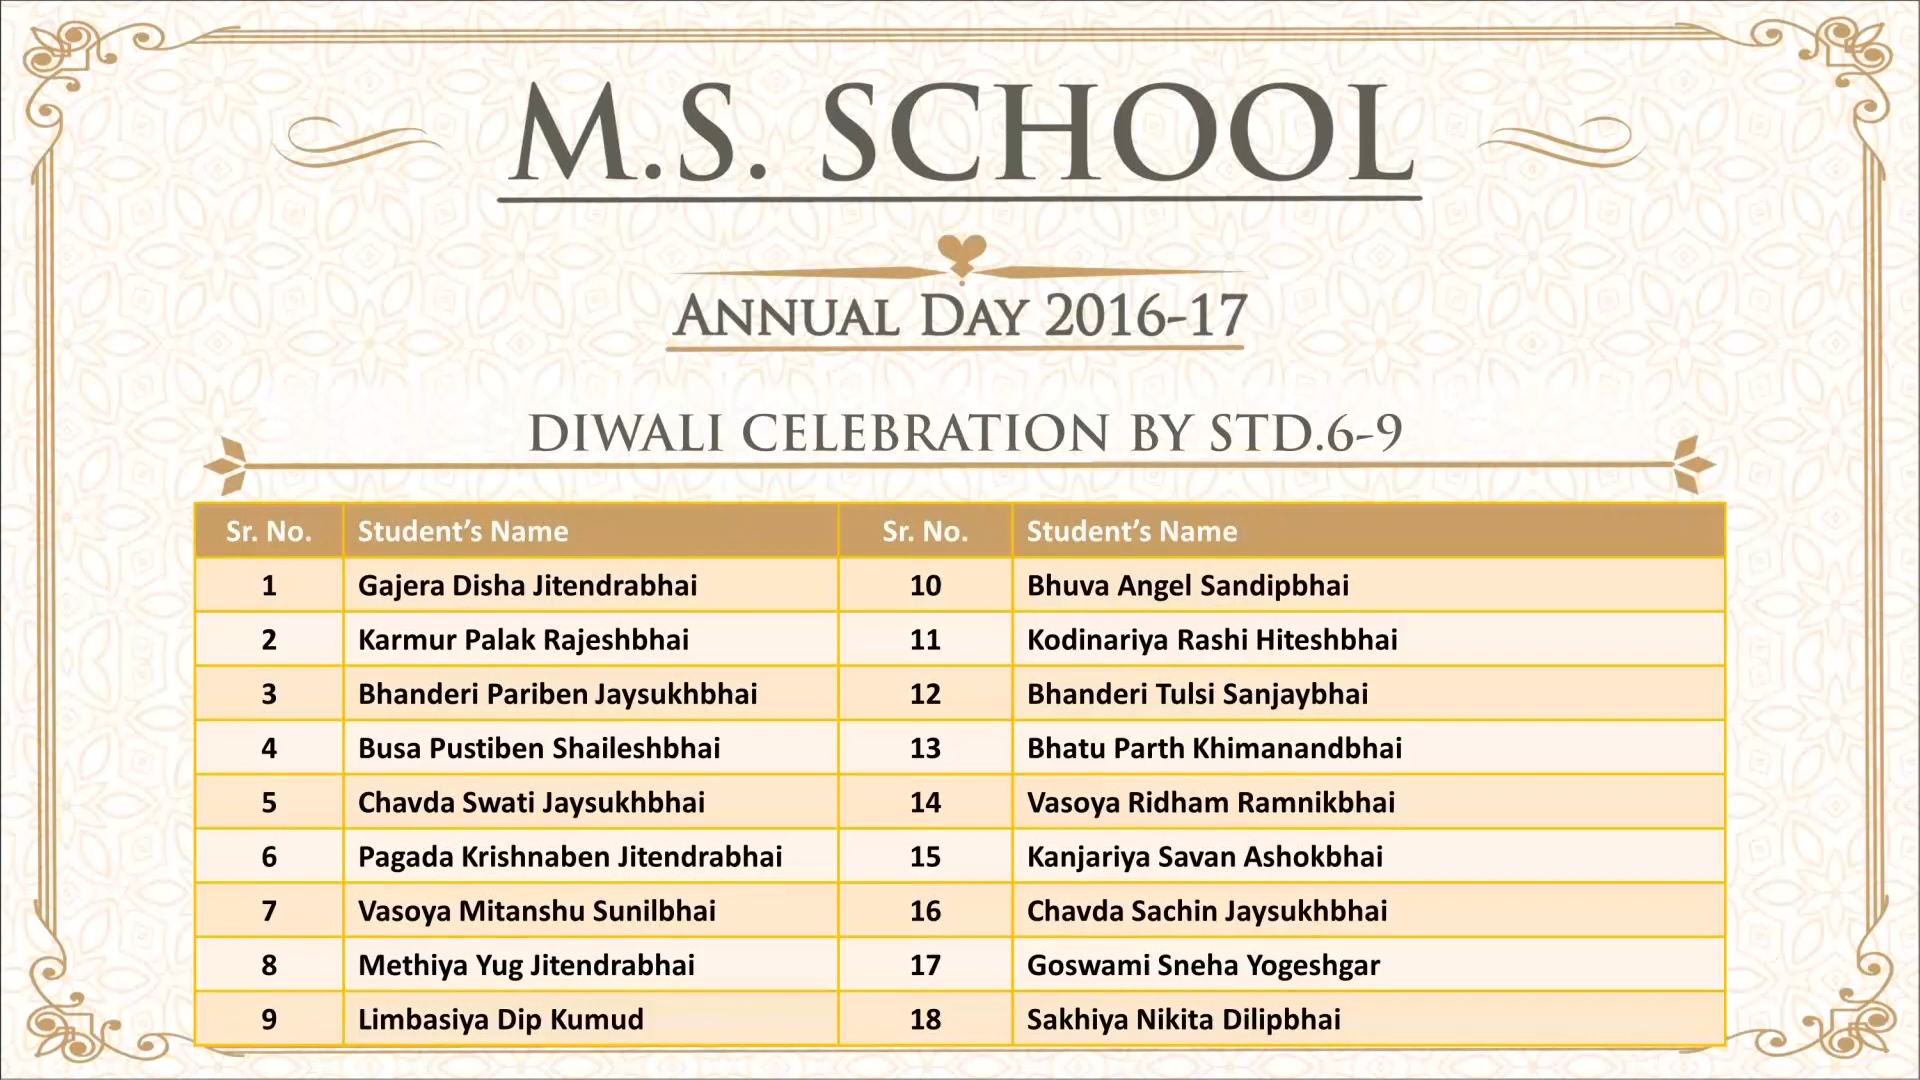 M.S. SCHOOL
ANNUAL DAY 2016-17
DIWALI CELEBRATION BY STD.6-9
Sr. No. Student’s Name Sr. No. Student’s Name
1 Gajera Disha Jitendrabhai 10 Bhuva Angel Sandipbhai
2 Karmur Palak Rajeshbhai 11 Kodinariya Rashi Hiteshbhai
3 Bhanderi Pariben Jaysukhbhai 12 Bhanderi Tulsi Sanjaybhai
4 Busa Pustiben Shaileshbhai 13 Bhatu Parth Khimanandbhai
5 Chavda Swati Jaysukhbhai 14 Vasoya Ridham Ramnikbhai
6 Pagada Krishnaben Jitendrabhai 15 Kanjariya Savan Ashokbhai
7 Vasoya Mitanshu Sunilbhai 16 Chavda Sachin Jaysukhbhai
8 Methiya Yug Jitendrabhai 17 Goswami Sneha Yogeshgar
9 Limbasiya Dip Kumud 18 Sakhiya Nikita Dilipbhai